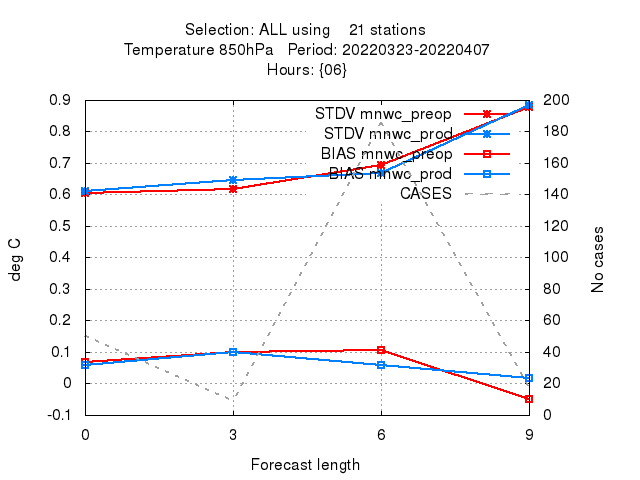 Selection: ALL using    21 stations
Temperature 850hPa   Period: 20220323-20220407
Hours: {06}
0.9
0.8
0.7
0.6
0.5
0.4
0.3
0.2
0.1
0
-0.1
deg C
STDV mnwc_preop
STDV mnwc_prod
BIAS mnwc_preop
BIAS mnwc_prod
CASES
200
180
160
140
120
100
80
60
40
20
0
No cases
0 3 6 9
Forecast length